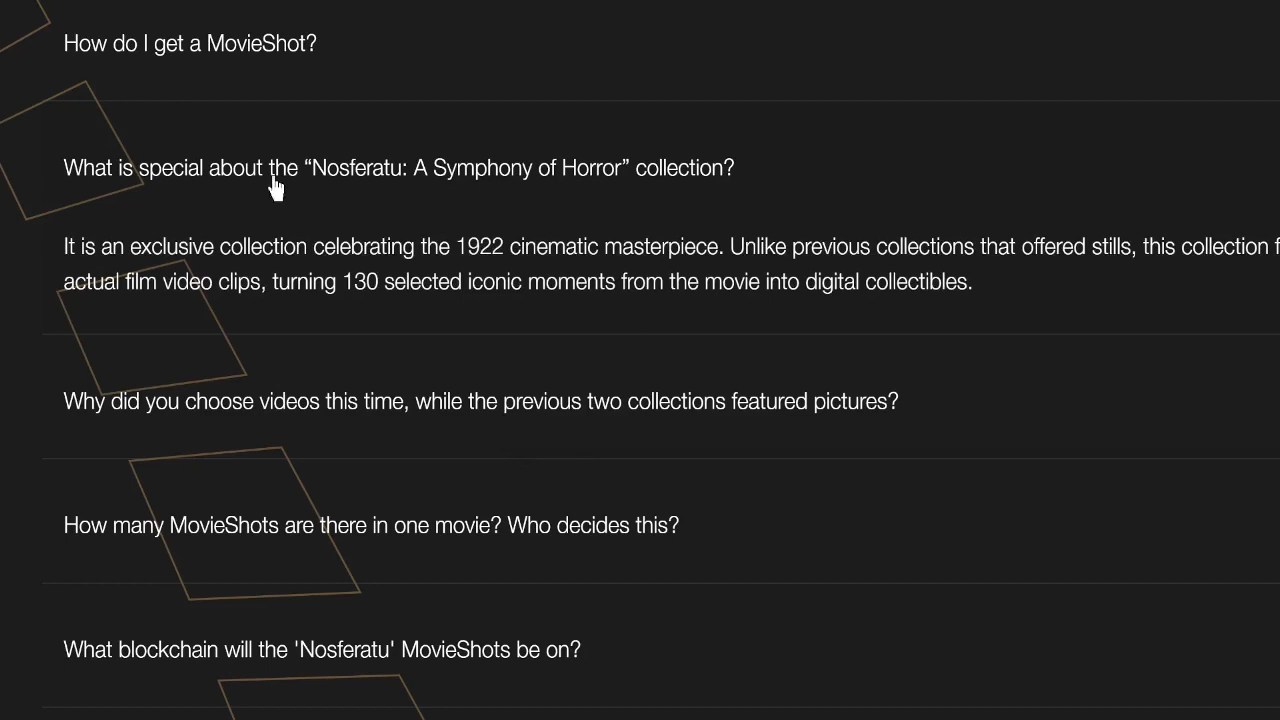 How do I get a MovieShot?
What is special about the “Nosferatu: A Symphony of Horror” collection?
It is an exclusive collection celebrating the 1922 cinematic masterpiece. Unlike previous collections that offered stills, this collection
actual film video clips, turning 130 selected iconic moments from the movie into digital collectibles.
Why did you choose videos this time, while the previous two collections featured pictures?
How many MovieShots are there in one movie? Who decides this?
What blockchain will the 'Nosferatu' MovieShots be on?